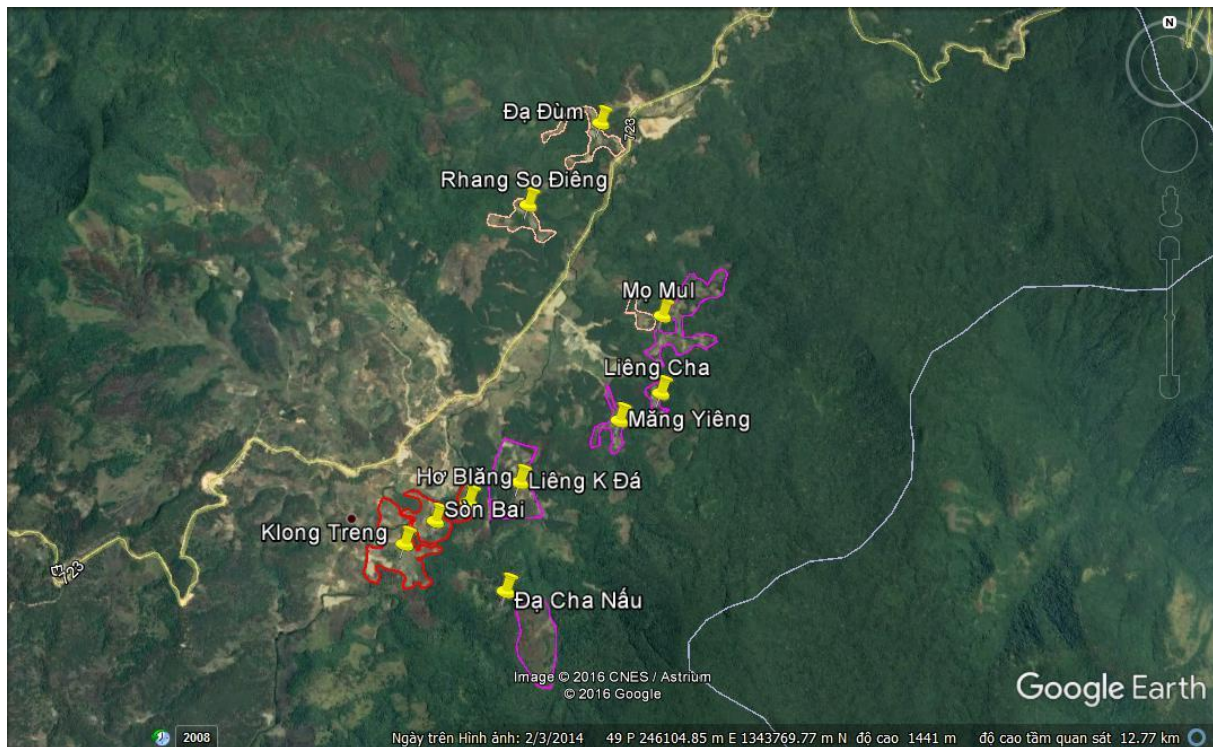 N
Đạ Đùm
723
Rhang So Điêng
Mọ Mul
Liêng Cha
Măng Yiêng
Hơ Blăng
Liêng K Đá
Sòn Bai
Klong Treng
723
Đạ Cha Nấu
Image © 2016 CNES / Astrium
© 2016 Google
Google Earth
2008
Ngày trên Hình ảnh: 2/3/2014 49 P 246104.85 m E 1343769.77 m N độ cao 1441 m độ cao tầm quan sát 12.77 km